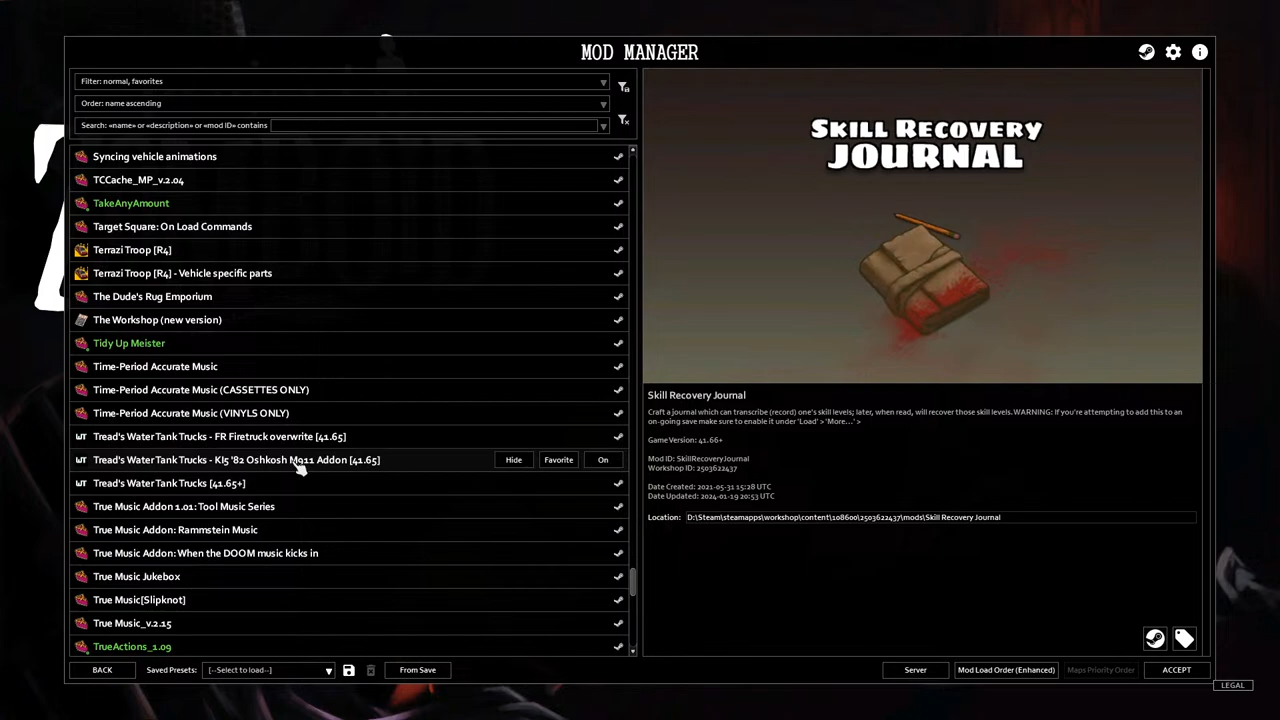 MOD MANAGER
Filter: normal, favorites
Order: name ascending
Search: «name» or «description» or «mod ID» contains
Syncing vehicle animations
TCCache_MP_v.2.04
TakeAnyAmount
Target Square: On Load Commands
Terrazi Troop [R4]
Terrazi Troop [R4] - Vehicle specific parts
The Dude's Rug Emporium
The Workshop (new version)
Tidy Up Meister
Time-Period Accurate Music
Time-Period Accurate Music (CASSETTES ONLY)
Time-Period Accurate Music (VINYLS ONLY)
WT Tread's Water Tank Trucks - FR Firetruck overwrite [41.65]
WT Tread's Water Tank Trucks - KI5 '82 Oshkosh M911 Addon [41.65] Hide Favorite On
WT Tread's Water Tank Trucks [41.65+]
True Music Addon 1.01: Tool Music Series
True Music Addon: Rammstein Music
True Music Addon: When the DOOM music kicks in
True Music Jukebox
True Music[Slipknot]
True Music_v.2.15
TrueActions_1.09
SKILL RECOVERY
JOURNAL
Skill Recovery Journal
Craft a journal which can transcribe (record) one's skill levels; later, when read, will recover those skill levels.WARNING: If you're attempting to add this to an
on-going save make sure to enable it under 'Load' > 'More...' >
Game Version: 41.66+
Mod ID: SkillRecoveryJournal
Workshop ID: 2503622437
Date Created: 2021-05-31 15:28 UTC
Date Updated: 2024-01-19 20:53 UTC
Location: D:\Steam\steamapps\workshop\content\108600\2503622437\mods\Skill Recovery Journal
BACK Saved Presets: [--Select to load--] From Save Server Mod Load Order (Enhanced) Maps Priority Order ACCEPT
LEGAL